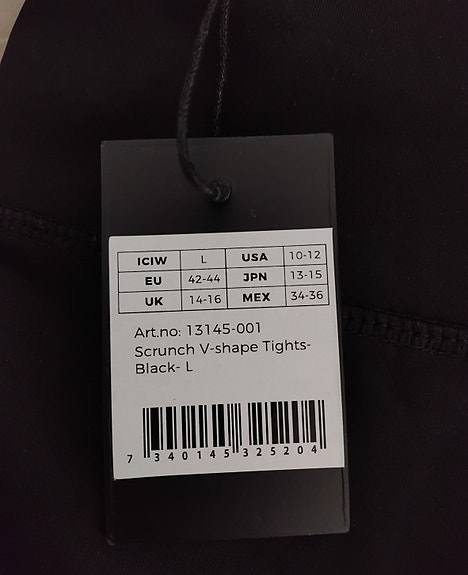 ICIW L USA 10-12
EU 42-44 JPN 13-15
UK 14-16 MEX 34-36
Art.no: 13145-001
Scrunch V-shape Tights-
Black- L
7 340145 325204